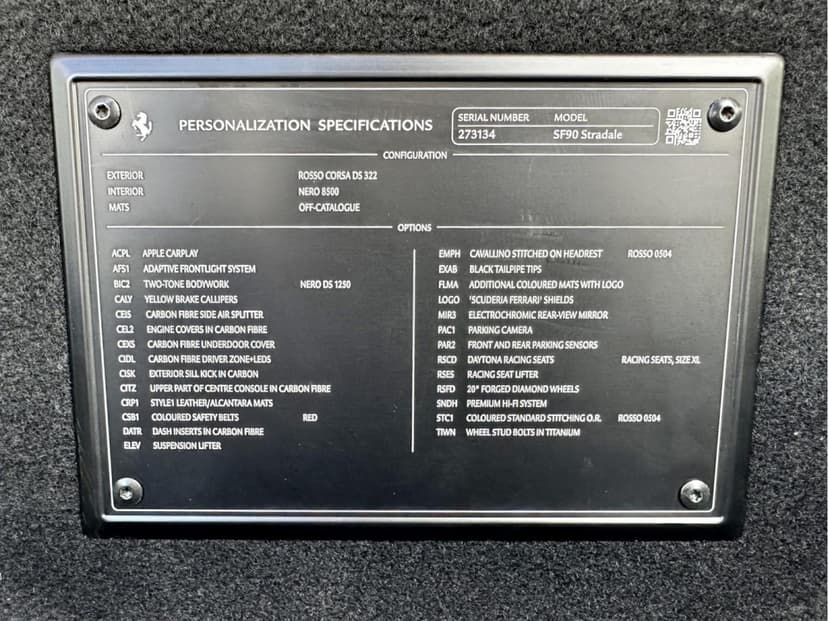 PERSONALIZATION SPECIFICATIONS
SERIAL NUMBER MODEL
273134 SF90 Stradale
CONFIGURATION
EXTERIOR ROSSO CORSA DS 322
INTERIOR NERO 8500
MATS OFF-CATALOGUE
OPTIONS
ACPL APPLE CARPLAY
AFS1 ADAPTIVE FRONTLIGHT SYSTEM
BIC2 TWO-TONE BODYWORK NERO DS 1250
CALY YELLOW BRAKE CALLIPERS
CEIS CARBON FIBRE SIDE AIR SPLITTER
CEL2 ENGINE COVERS IN CARBON FIBRE
CEXS CARBON FIBRE UNDERDOOR COVER
CIDL CARBON FIBRE DRIVER ZONE+LEDS
CISK EXTERIOR SILL KICK IN CARBON
CITZ UPPER PART OF CENTRE CONSOLE IN CARBON FIBRE
CRP1 STYLE1 LEATHER/ALCANTARA MATS
CSB1 COLOURED SAFETY BELTS RED
DATR DASH INSERTS IN CARBON FIBRE
ELEV SUSPENSION LIFTER
EMPH CAVALLINO STITCHED ON HEADREST ROSSO 0504
EXAB BLACK TAILPIPE TIPS
FLMA ADDITIONAL COLOURED MATS WITH LOGO
LOGO 'SCUDERIA FERRARI' SHIELDS
MIR3 ELECTROCHROMIC REAR-VIEW MIRROR
PAC1 PARKING CAMERA
PAR2 FRONT AND REAR PARKING SENSORS
RSCD DAYTONA RACING SEATS RACING SEATS, SIZE XL
RSES RACING SEAT LIFTER
RSFD 20" FORGED DIAMOND WHEELS
SNDH PREMIUM HI-FI SYSTEM
STC1 COLOURED STANDARD STITCHING O.R. ROSSO 0504
TIWN WHEEL STUD BOLTS IN TITANIUM